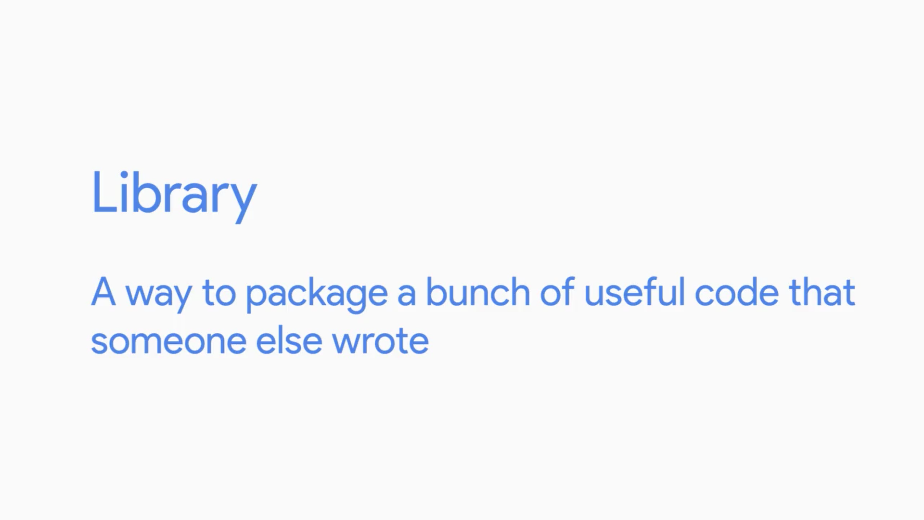 Library
A way to package a bunch of useful code that
someone else wrote